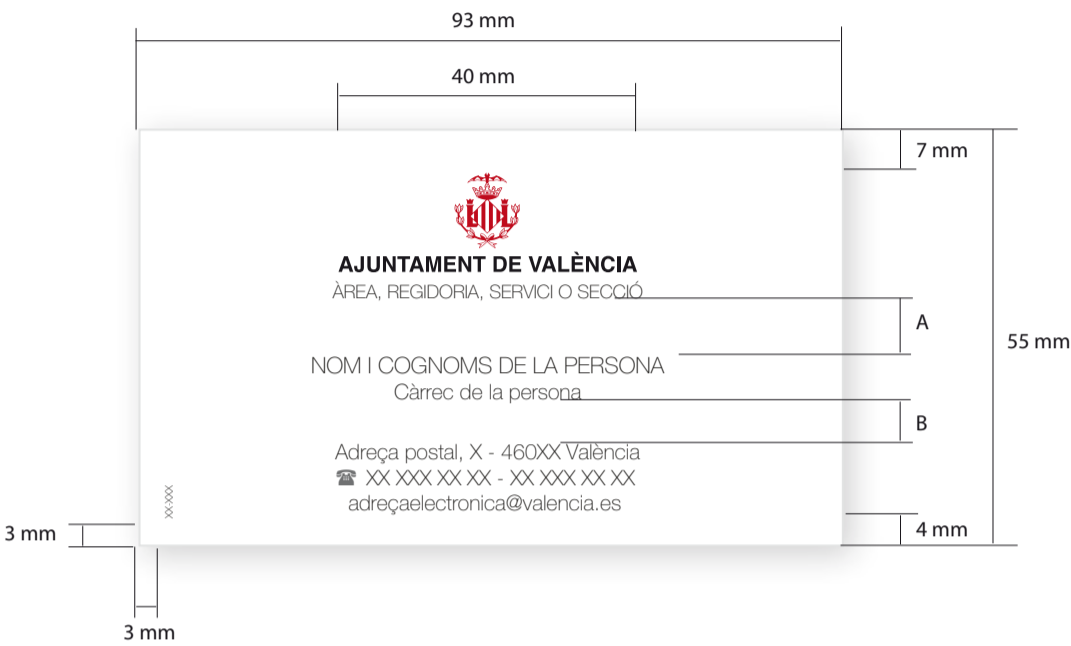 93 mm
40 mm
7 mm
AJUNTAMENT DE VALÈNCIA
ÀREA, REGIDORIA, SERVICI O SECCIÓ
A
55 mm
NOM I COGNOMS DE LA PERSONA
Càrrec de la persona
B
Adreça postal, X - 460XX València
☎ XX XXX XX XX - XX XXX XX XX
adreçaelectronica@valencia.es
XX-XXX
4 mm
3 mm
3 mm